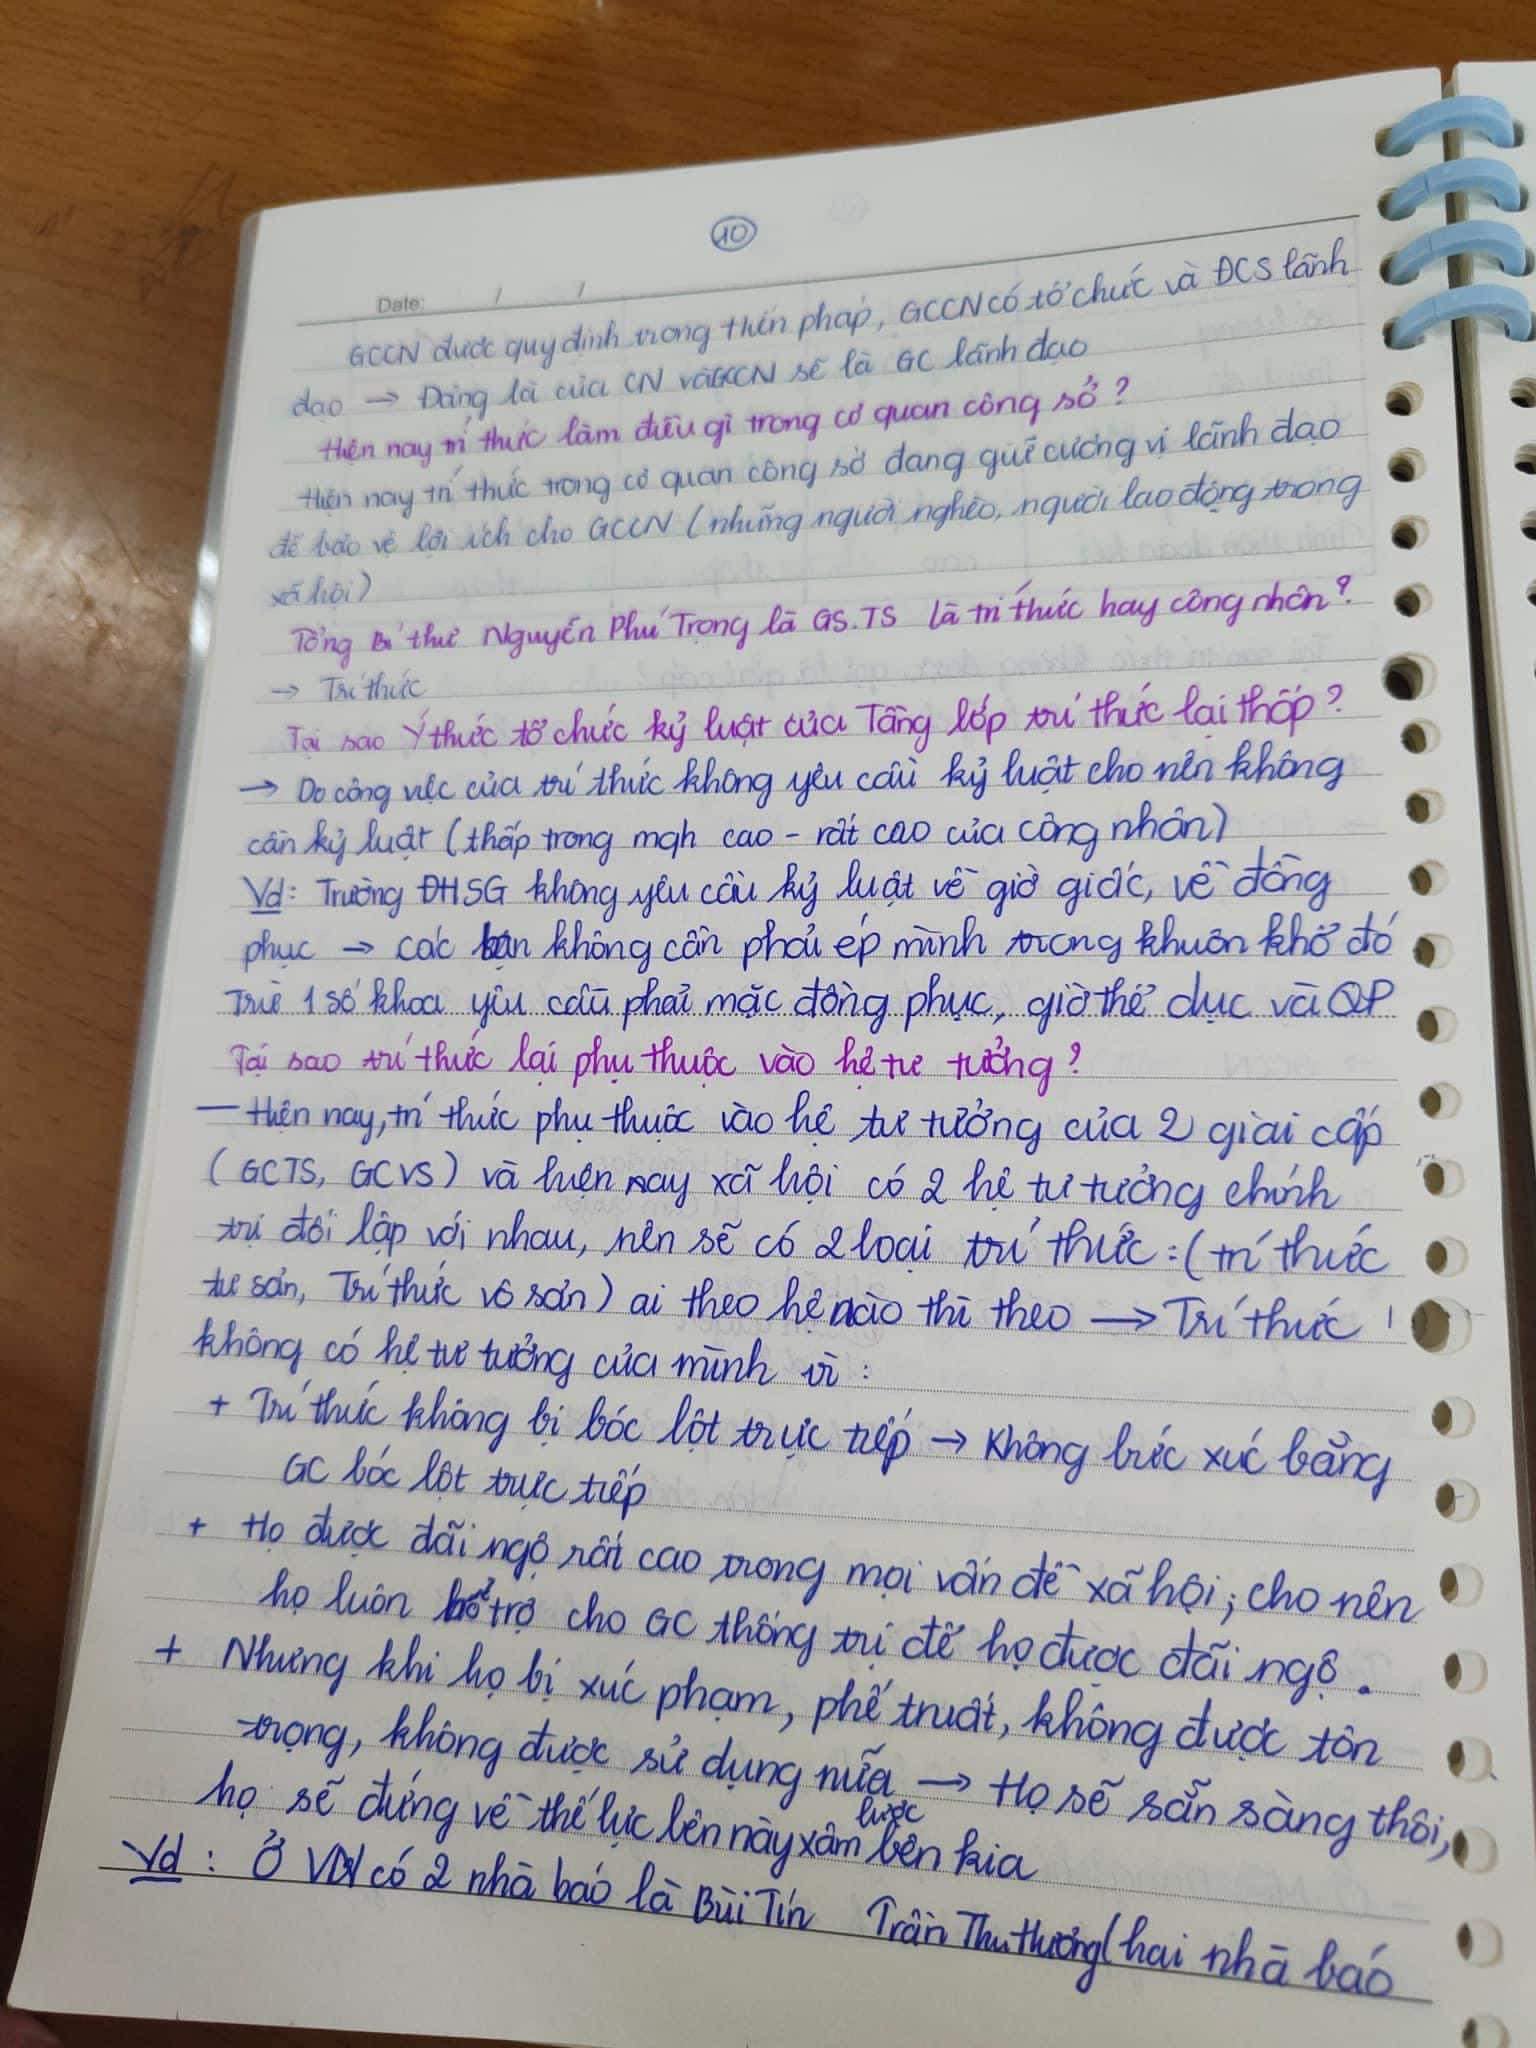 10
Date: / /
GCCN được quy định trong hiến pháp, GCCN có tổ chức và ĐCS lãnh
đạo → Đảng là của CN và GCCN sẽ là GC lãnh đạo
Hiện nay trí thức làm điều gì trong cơ quan công sở?
Hiện nay trí thức trong cơ quan công sở đang giữ cương vị lãnh đạo
để bảo vệ lợi ích cho GCCN (những người nghèo, người lao động trong
xã hội)
Tổng Bí thư Nguyễn Phú Trọng là GS.TS là trí thức hay công nhân?
→ Trí thức
Tại sao Ý thức tổ chức kỷ luật của Tầng lớp trí thức lại thấp?
→ Do công việc của trí thức không yêu cầu kỷ luật cho nên không
cần kỷ luật (thấp trong mqh cao - rất cao của công nhân)
Vd: Trường ĐHSG không yêu cầu kỷ luật về giờ giấc, về đồng
phục → các bạn không cần phải ép mình trong khuôn khổ đó
Trừ 1 số khoa yêu cầu phải mặc đồng phục, giờ thể dục và QP
Tại sao trí thức lại phụ thuộc vào hệ tư tưởng?
— Hiện nay, trí thức phụ thuộc vào hệ tư tưởng của 2 giai cấp
(GCTS, GCVS) và hiện nay xã hội có 2 hệ tư tưởng chính
trị đối lập với nhau, nên sẽ có 2 loại trí thức: (trí thức
tư sản, Trí thức vô sản) ai theo hệ nào thì theo → Trí thức
không có hệ tư tưởng của mình vì :
+ Trí thức không bị bóc lột trực tiếp → Không bức xúc bằng
GC bóc lột trực tiếp
+ Họ được đãi ngộ rất cao trong mọi vấn đề xã hội, cho nên
họ luôn bổ trợ cho GC thống trị để họ được đãi ngộ.
+ Nhưng khi họ bị xúc phạm, phế truất, không được tôn
trọng, không được sử dụng nữa → Họ sẽ sẵn sàng thôi,
họ sẽ đứng về thế lực bên này xâm lược bên kia
Vd : Ở VN có 2 nhà báo là Bùi Tín Trần Thu Hương (hai nhà báo